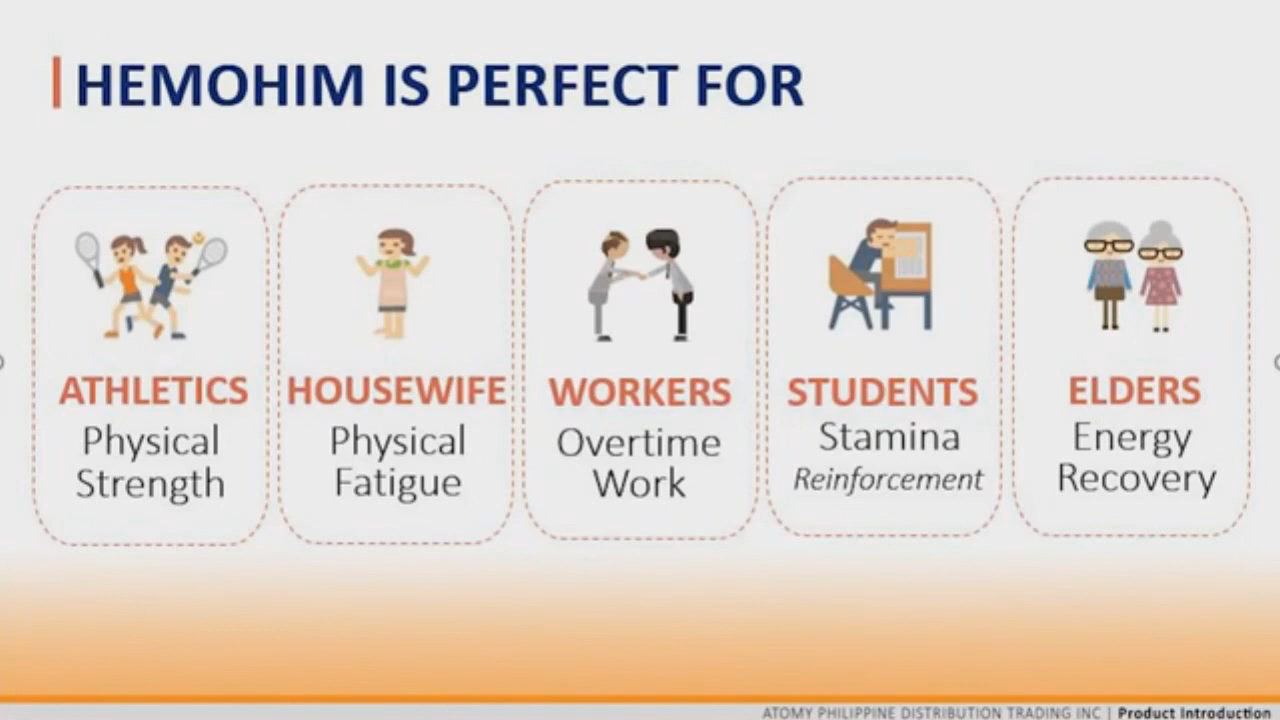 HEMOHIM IS PERFECT FOR
ATHLETICS
Physical
Strength
HOUSEWIFE
Physical
Fatigue
WORKERS
Overtime
Work
STUDENTS
Stamina
Reinforcement
ELDERS
Energy
Recovery
ATOMY PHILIPPINE DISTRIBUTION TRADING INC | Product Introduction